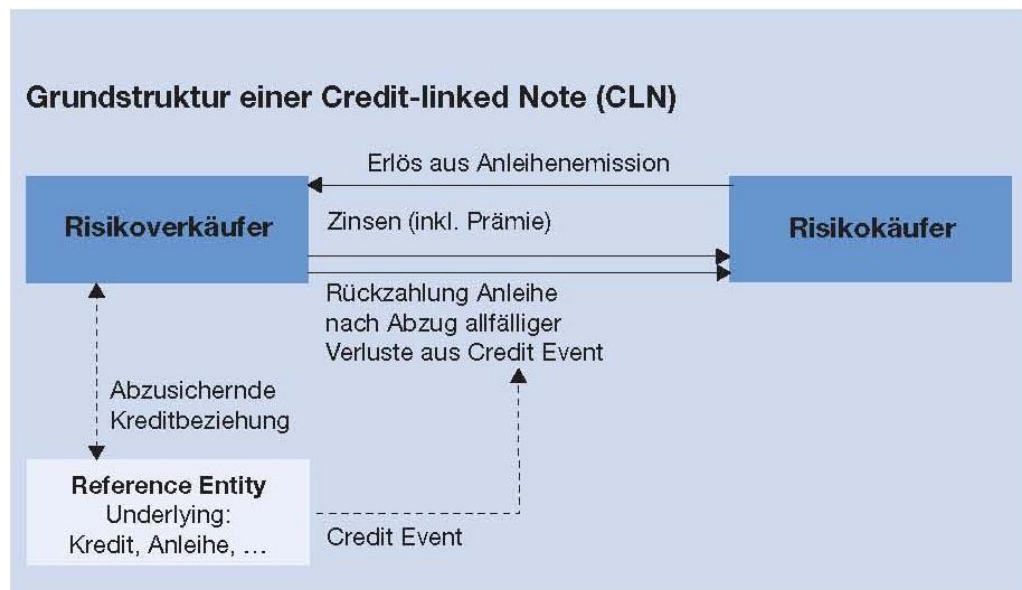 Grundstruktur einer Credit-linked Note (CLN)
Erlös aus Anleihenemission
Risikoverkäufer
Zinsen (inkl. Prämie)
Risikokäufer
Rückzahlung Anleihe
nach Abzug allfälliger
Verluste aus Credit Event
Abzusichernde
Kreditbeziehung
Reference Entity
Underlying:
Kredit, Anleihe, …
Credit Event